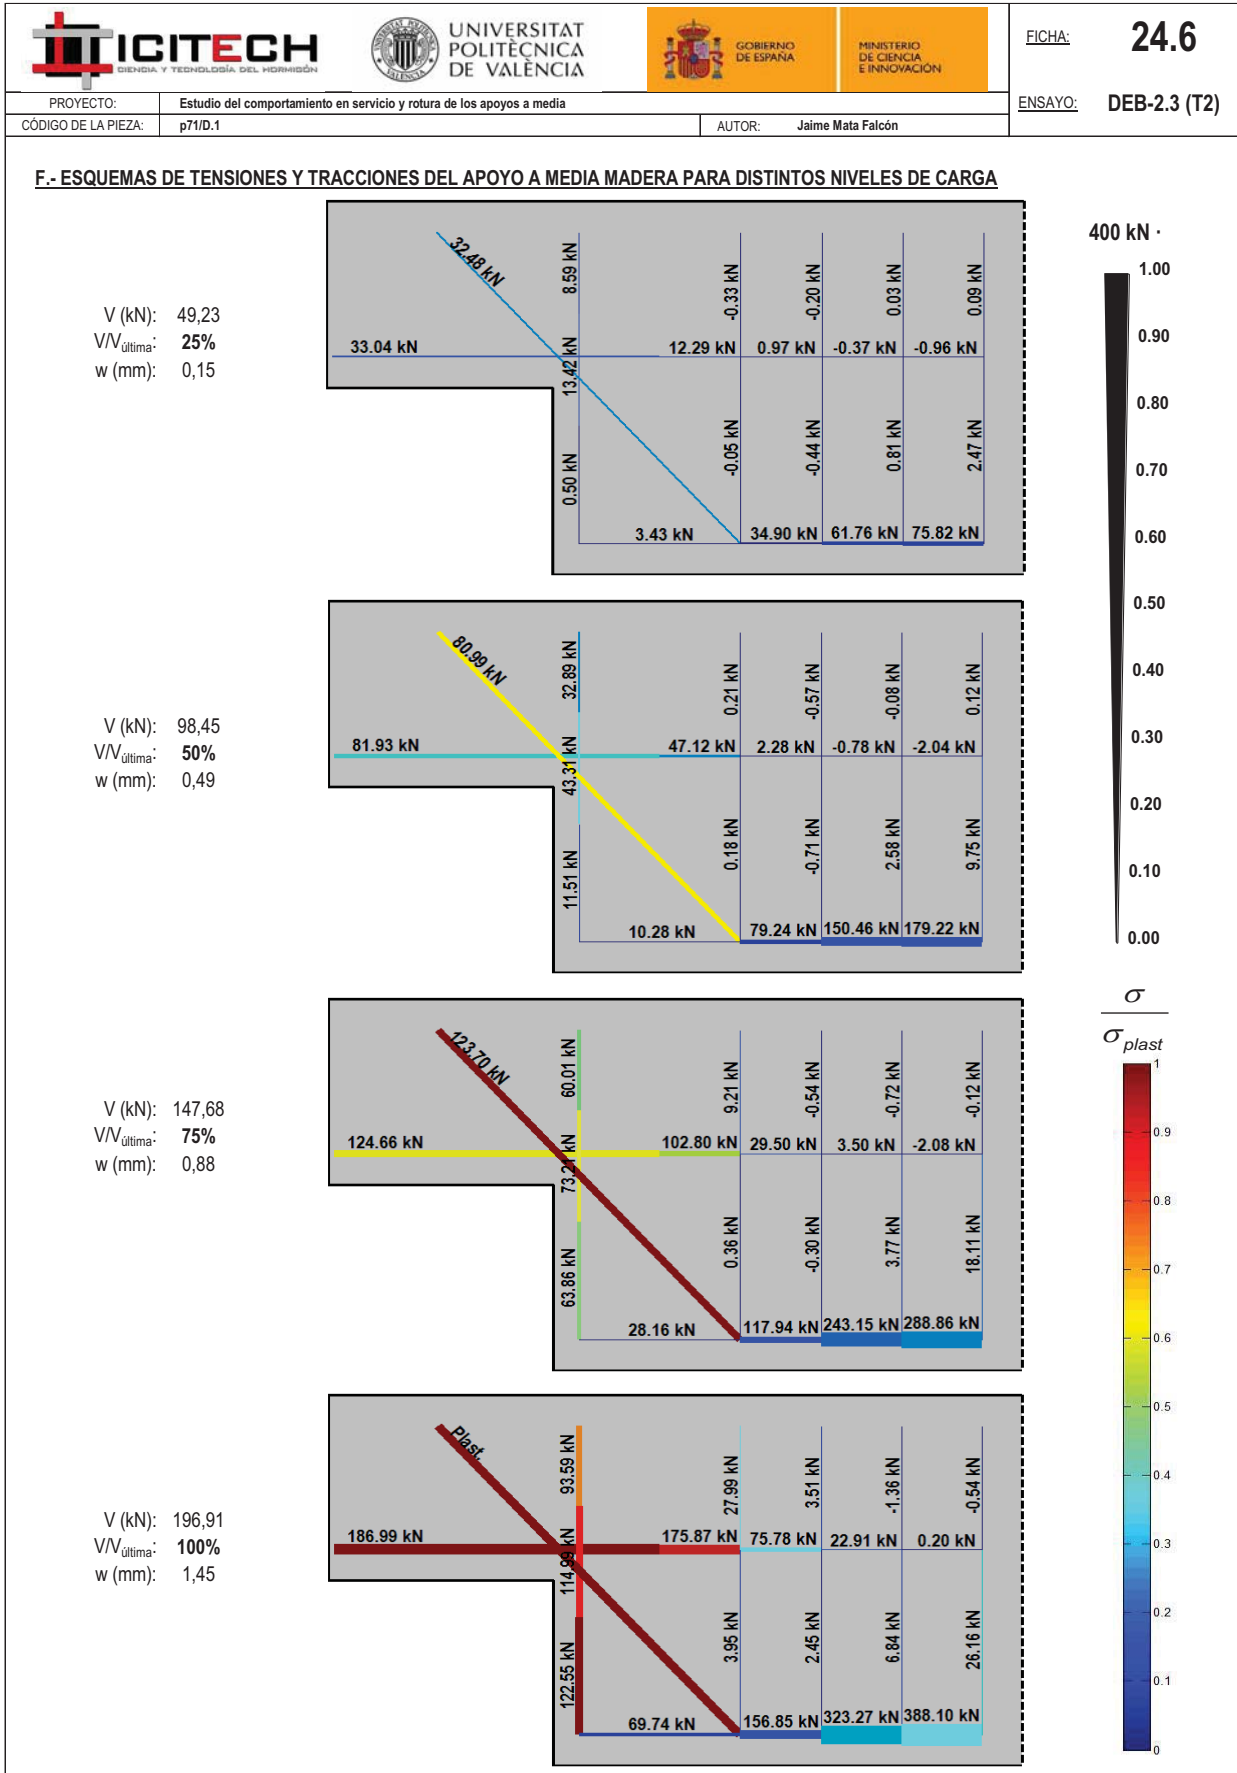 ICITECH
CIENCIA Y TECNOLOGÍA DEL HORMIGÓN
UNIVERSITAT
POLITÈCNICA
DE VALÈNCIA
GOBIERNO
DE ESPAÑA
MINISTERIO
DE CIENCIA
E INNOVACIÓN
FICHA: 24.6
PROYECTO: Estudio del comportamiento en servicio y rotura de los apoyos a media
ENSAYO: DEB-2.3 (T2)
CÓDIGO DE LA PIEZA: p71/D.1 AUTOR: Jaime Mata Falcón
F.- ESQUEMAS DE TENSIONES Y TRACCIONES DEL APOYO A MEDIA MADERA PARA DISTINTOS NIVELES DE CARGA
V (kN): 49,23
V/Vúltima: 25%
w (mm): 0,15
32.48 kN
8.59 kN
-0.33 kN
-0.20 kN
0.03 kN
0.09 kN
33.04 kN
13.42 kN
12.29 kN
0.97 kN
-0.37 kN
-0.96 kN
0.50 kN
-0.05 kN
-0.44 kN
0.81 kN
2.47 kN
3.43 kN
34.90 kN
61.76 kN
75.82 kN
V (kN): 98,45
V/Vúltima: 50%
w (mm): 0,49
80.99 kN
32.89 kN
0.21 kN
-0.57 kN
-0.08 kN
0.12 kN
81.93 kN
43.31 kN
47.12 kN
2.28 kN
-0.78 kN
-2.04 kN
11.51 kN
0.18 kN
-0.71 kN
2.58 kN
9.75 kN
10.28 kN
79.24 kN
150.46 kN
179.22 kN
V (kN): 147,68
V/Vúltima: 75%
w (mm): 0,88
123.70 kN
60.01 kN
9.21 kN
-0.54 kN
-0.72 kN
-0.12 kN
124.66 kN
73.21 kN
102.80 kN
29.50 kN
3.50 kN
-2.08 kN
63.86 kN
0.36 kN
-0.30 kN
3.77 kN
18.11 kN
28.16 kN
117.94 kN
243.15 kN
288.86 kN
V (kN): 196,91
V/Vúltima: 100%
w (mm): 1,45
Plast.
93.59 kN
27.99 kN
3.51 kN
-1.36 kN
-0.54 kN
186.99 kN
114.99 kN
175.87 kN
75.78 kN
22.91 kN
0.20 kN
122.55 kN
3.95 kN
2.45 kN
6.84 kN
26.16 kN
69.74 kN
156.85 kN
323.27 kN
388.10 kN
400 kN ·
1.00
0.90
0.80
0.70
0.60
0.50
0.40
0.30
0.20
0.10
0.00
σ
σplast
1
0.9
0.8
0.7
0.6
0.5
0.4
0.3
0.2
0.1
0